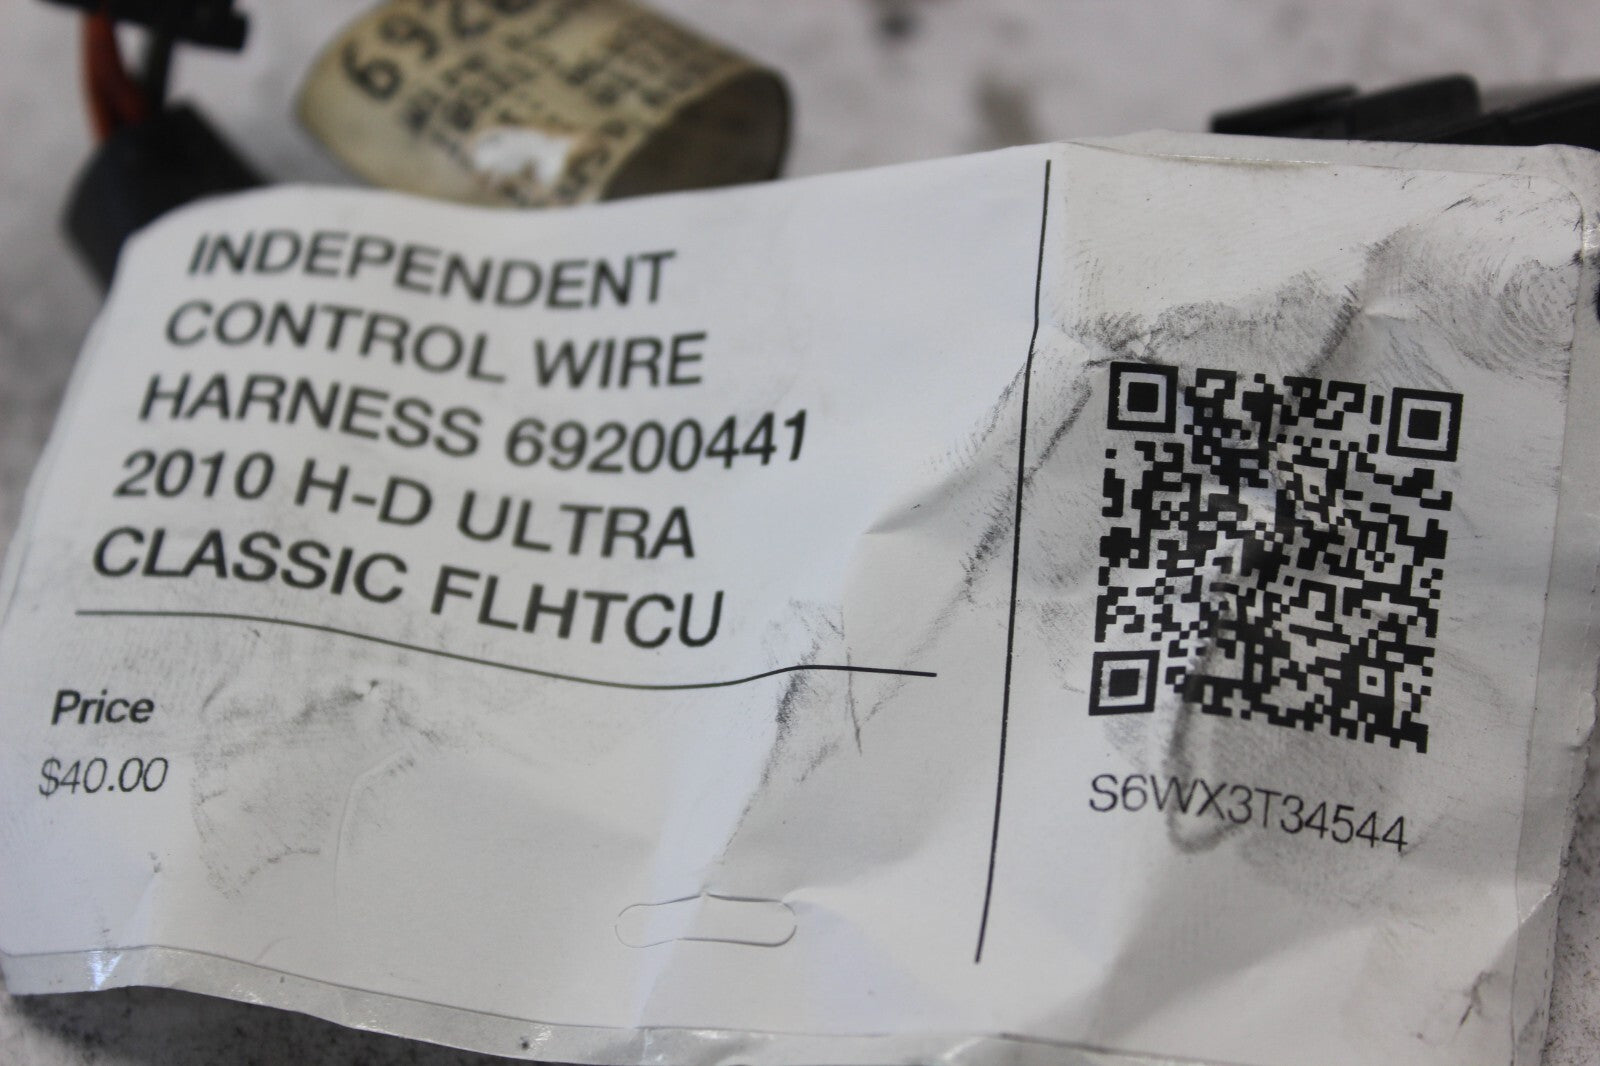 INDEPENDENT
CONTROL WIRE
HARNESS 69200441
2010 H-D ULTRA
CLASSIC FLHTCU
Price
$40.00
S6WX3T34544